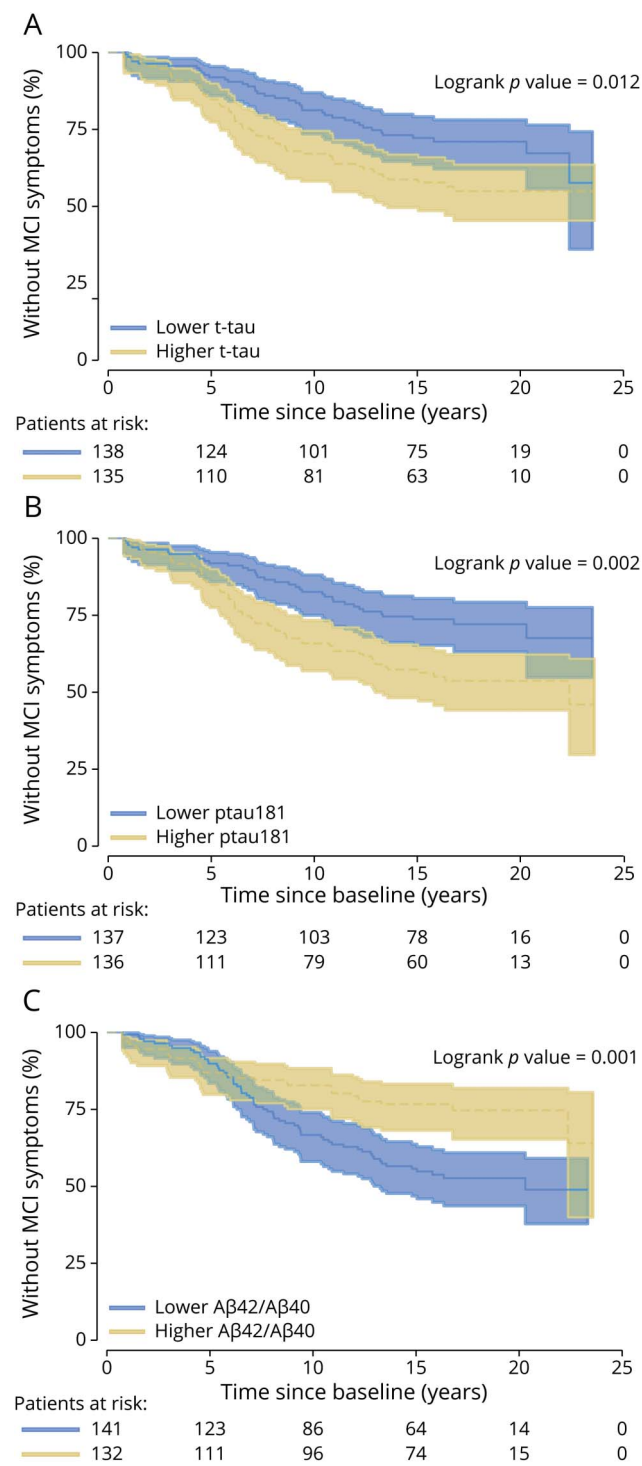 A
100
75
50
25
0
Without MCI symptoms (%)
Logrank p value = 0.012
Lower t-tau
Higher t-tau
0 5 10 15 20 25
Time since baseline (years)
Patients at risk:
138 124 101 75 19 0
135 110 81 63 10 0
B
100
75
50
25
0
Without MCI symptoms (%)
Logrank p value = 0.002
Lower ptau181
Higher ptau181
0 5 10 15 20 25
Time since baseline (years)
Patients at risk:
137 123 103 78 16 0
136 111 79 60 13 0
C
100
75
50
25
0
Without MCI symptoms (%)
Logrank p value = 0.001
Lower Aβ42/Aβ40
Higher Aβ42/Aβ40
0 5 10 15 20 25
Time since baseline (years)
Patients at risk:
141 123 86 64 14 0
132 111 96 74 15 0